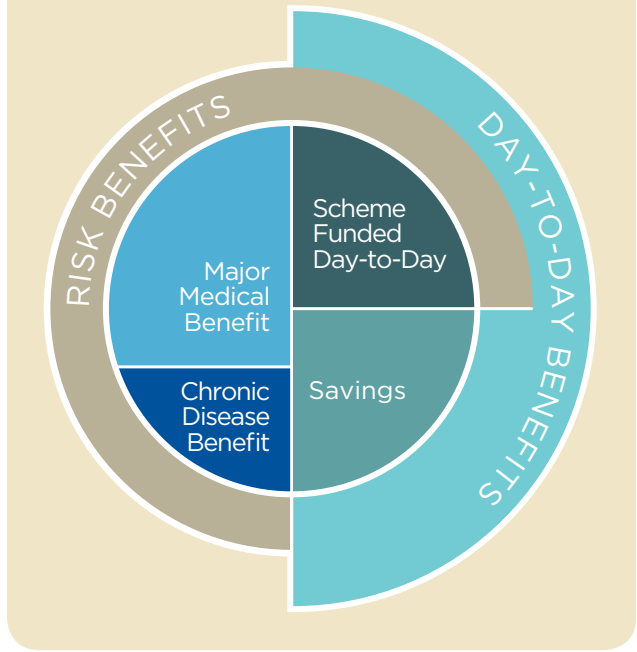 RISK BENEFITS
DAY-TO-DAY BENEFITS
Scheme
Funded
Day-to-Day
Major
Medical
Benefit
Chronic
Disease
Benefit
Savings